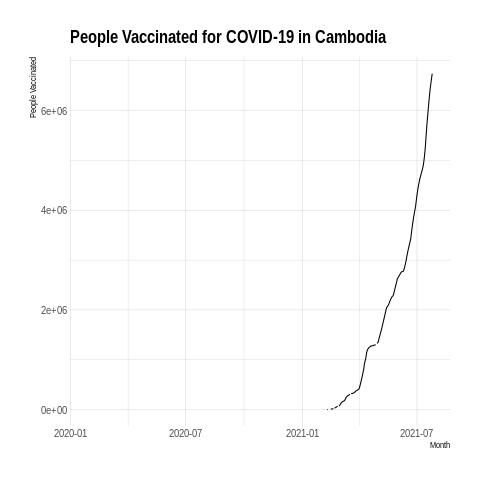 People Vaccinated for COVID-19 in Cambodia
People Vaccinated
6e+06
4e+06
2e+06
0e+00
2020-01 2020-07 2021-01 2021-07
Month